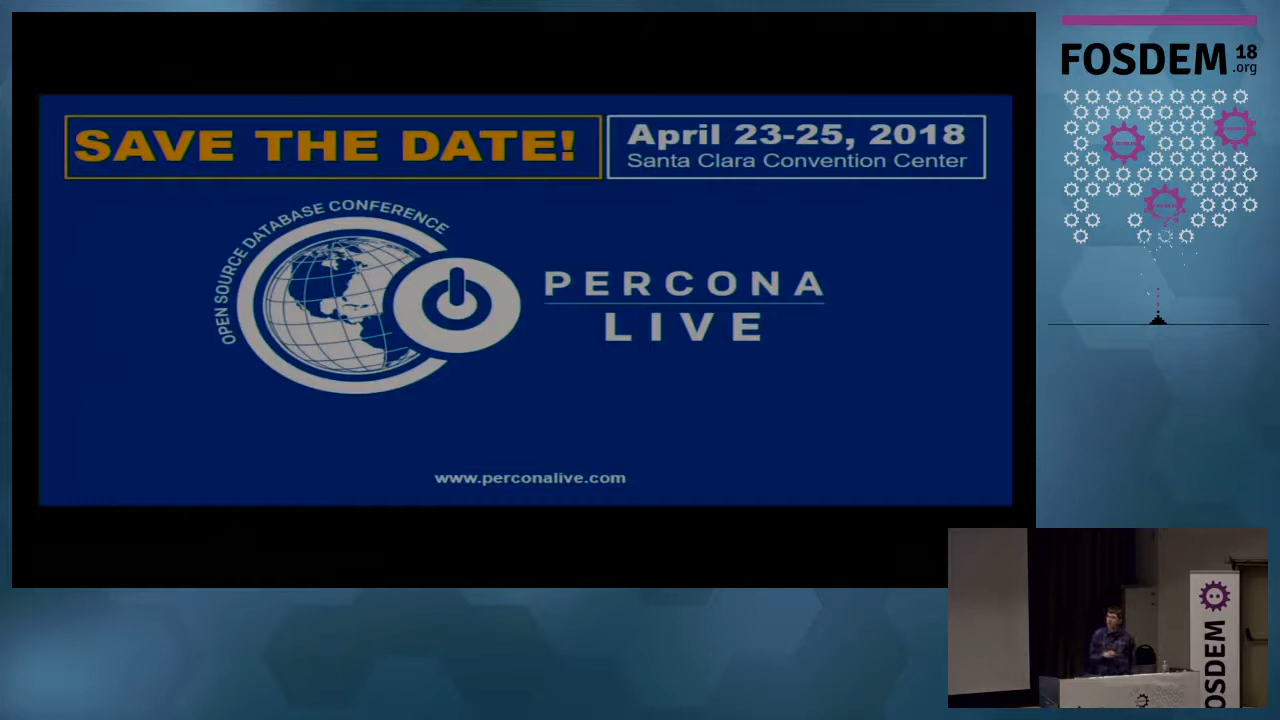 SAVE THE DATE!
April 23-25, 2018
Santa Clara Convention Center
OPEN SOURCE DATABASE CONFERENCE
PERCONA
LIVE
www.perconalive.com
FOSDEM 18
.org
OSDEM